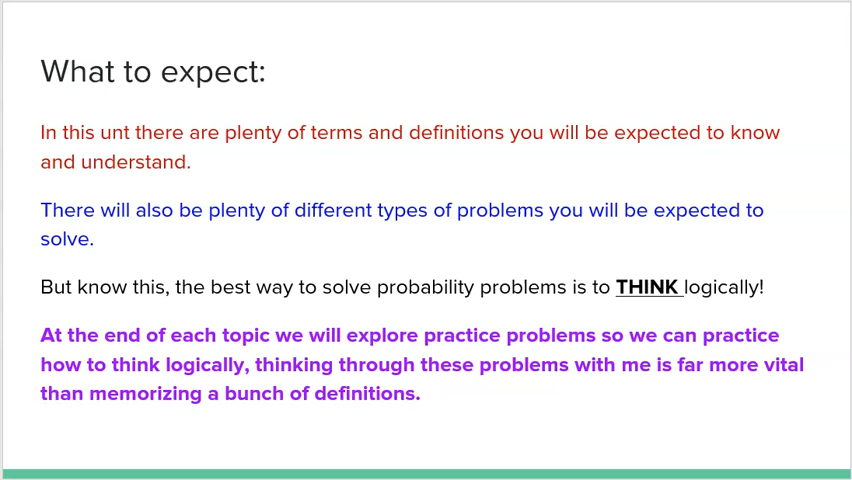 What to expect:
In this unt there are plenty of terms and definitions you will be expected to know
and understand.
There will also be plenty of different types of problems you will be expected to
solve.
But know this, the best way to solve probability problems is to THINK logically!
At the end of each topic we will explore practice problems so we can practice
how to think logically, thinking through these problems with me is far more vital
than memorizing a bunch of definitions.